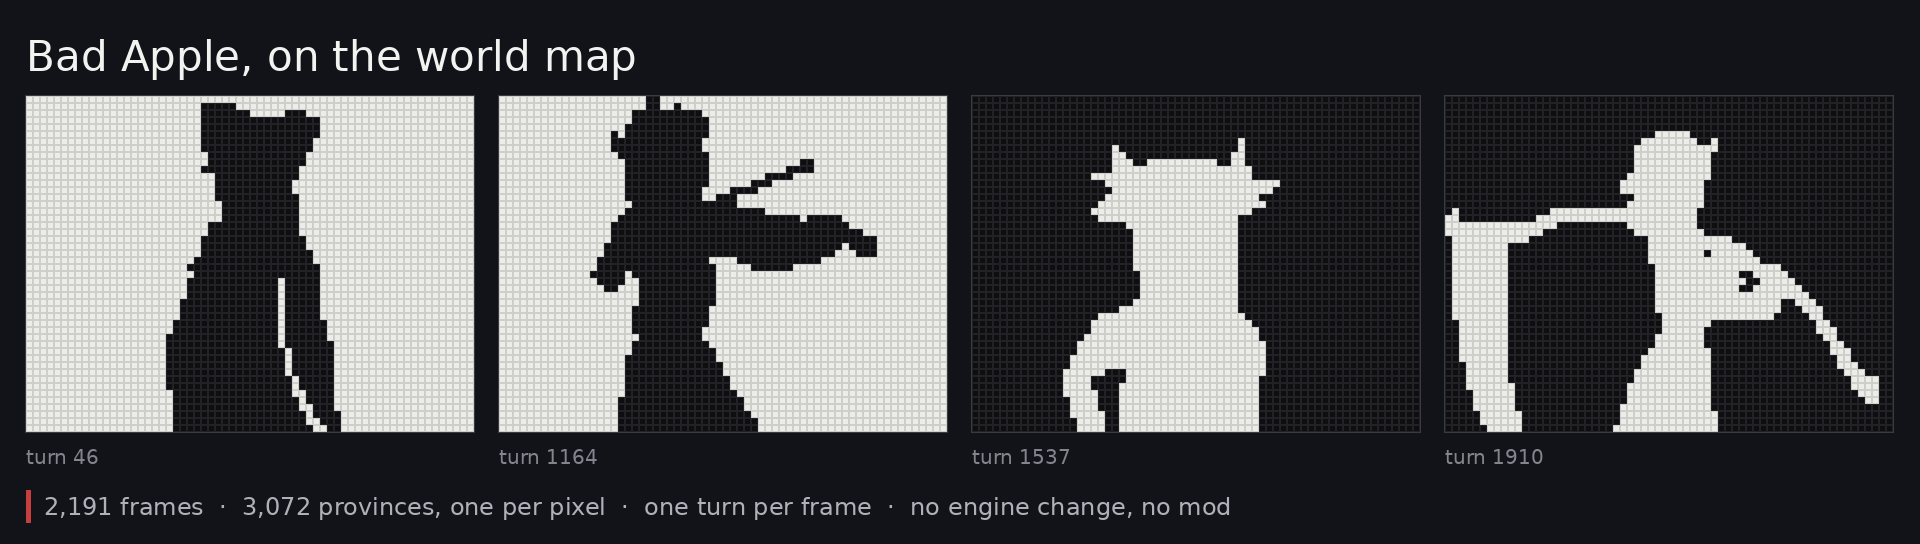 Bad Apple, on the world map
turn 46
turn 1164
turn 1537
turn 1910
2,191 frames · 3,072 provinces, one per pixel · one turn per frame · no engine change, no mod